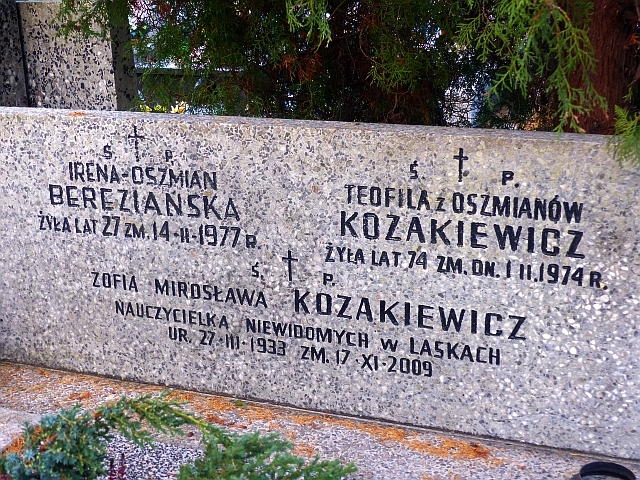 Ś. P.
IRENA-OSZMIAN
BEREZIAŃSKA
ŻYŁA LAT 27 ZM. 14-II-1977 R.
Ś. P.
TEOFILA z OSZMIANÓW
KOZAKIEWICZ
ŻYŁA LAT 74 ZM. DN. 1 II. 1974 R.
Ś. P.
ZOFIA MIROSŁAWA KOZAKIEWICZ
NAUCZYCIELKA NIEWIDOMYCH W LASKACH
UR. 27-III-1933 ZM. 17 XI-2009